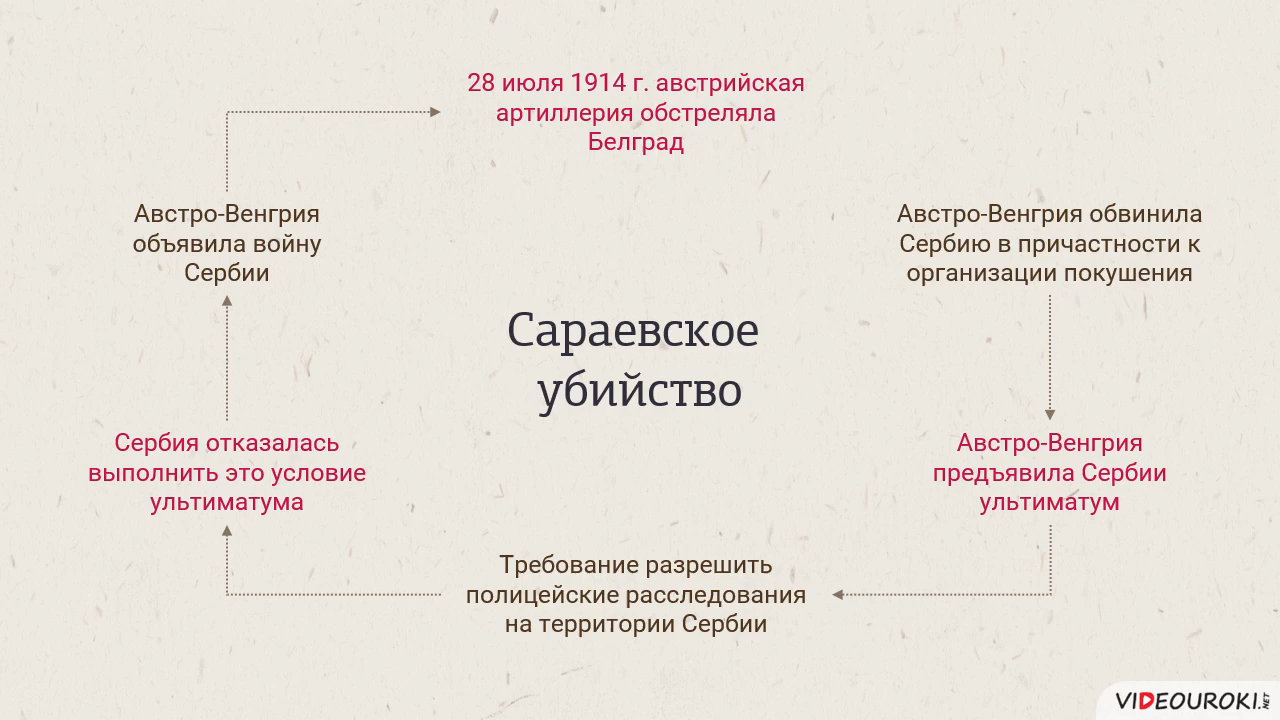 28 июля 1914 г. австрийская
артиллерия обстреляла
Белград
Австро-Венгрия
объявила войну
Сербии
Австро-Венгрия обвинила
Сербию в причастности к
организации покушения
Сараевское
убийство
Сербия отказалась
выполнить это условие
ультиматума
Австро-Венгрия
предъявила Сербии
ультиматум
Требование разрешить
полицейские расследования
на территории Сербии
VIDEOUROKI.NET